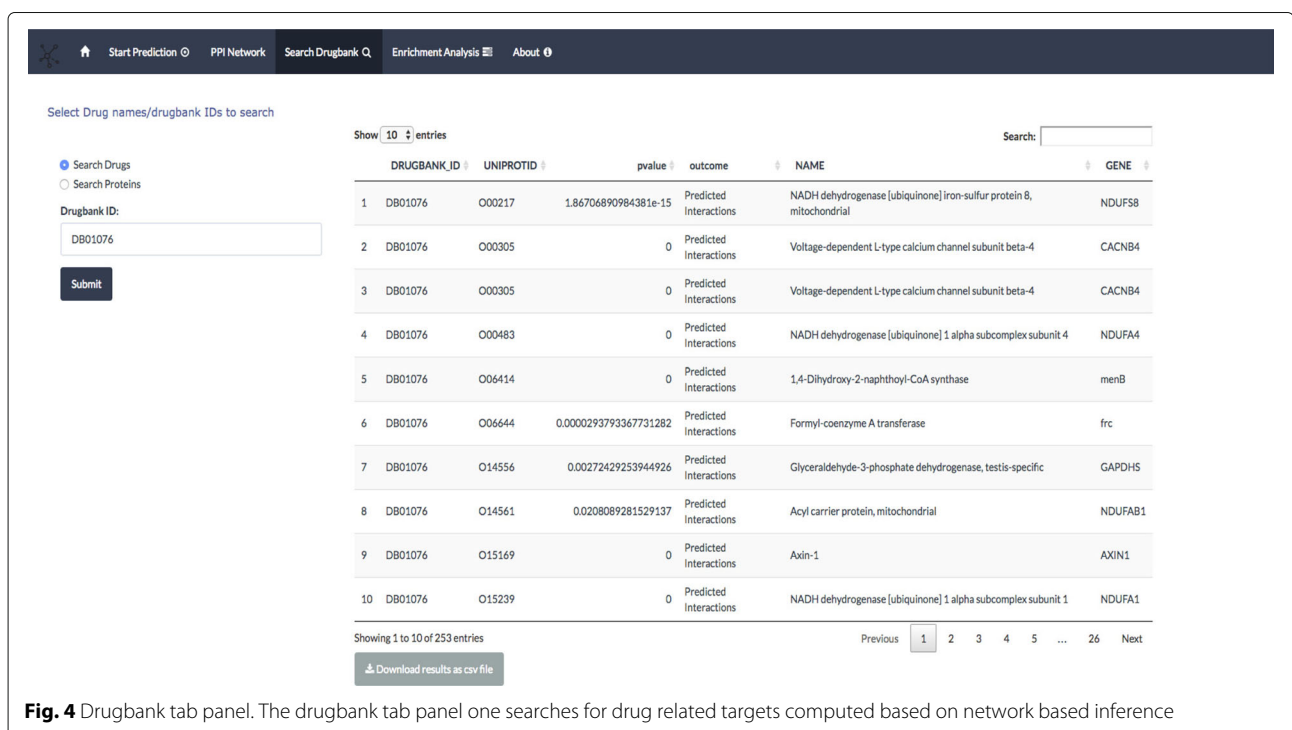 Start Prediction PPI Network Search Drugbank Enrichment Analysis About
Select Drug names/drugbank IDs to search
Search Drugs
Search Proteins
Drugbank ID:
DB01076
Submit
Show 10 entries Search:
DRUGBANK_ID UNIPROTID pvalue outcome NAME GENE
1 DB01076 O00217 1.86706890984381e-15 Predicted Interactions NADH dehydrogenase [ubiquinone] iron-sulfur protein 8, mitochondrial NDUFS8
2 DB01076 O00305 0 Predicted Interactions Voltage-dependent L-type calcium channel subunit beta-4 CACNB4
3 DB01076 O00305 0 Predicted Interactions Voltage-dependent L-type calcium channel subunit beta-4 CACNB4
4 DB01076 O00483 0 Predicted Interactions NADH dehydrogenase [ubiquinone] 1 alpha subcomplex subunit 4 NDUFA4
5 DB01076 O06414 0 Predicted Interactions 1,4-Dihydroxy-2-naphthoyl-CoA synthase menB
6 DB01076 O06644 0.0000293793367731282 Predicted Interactions Formyl-coenzyme A transferase frc
7 DB01076 O14556 0.00272429253944926 Predicted Interactions Glyceraldehyde-3-phosphate dehydrogenase, testis-specific GAPDHS
8 DB01076 O14561 0.0208089281529137 Predicted Interactions Acyl carrier protein, mitochondrial NDUFAB1
9 DB01076 O15169 0 Predicted Interactions Axin-1 AXIN1
10 DB01076 O15239 0 Predicted Interactions NADH dehydrogenase [ubiquinone] 1 alpha subcomplex subunit 1 NDUFA1
Showing 1 to 10 of 253 entries Previous 1 2 3 4 5 ... 26 Next
Download results as csv file
Fig. 4 Drugbank tab panel. The drugbank tab panel one searches for drug related targets computed based on network based inference